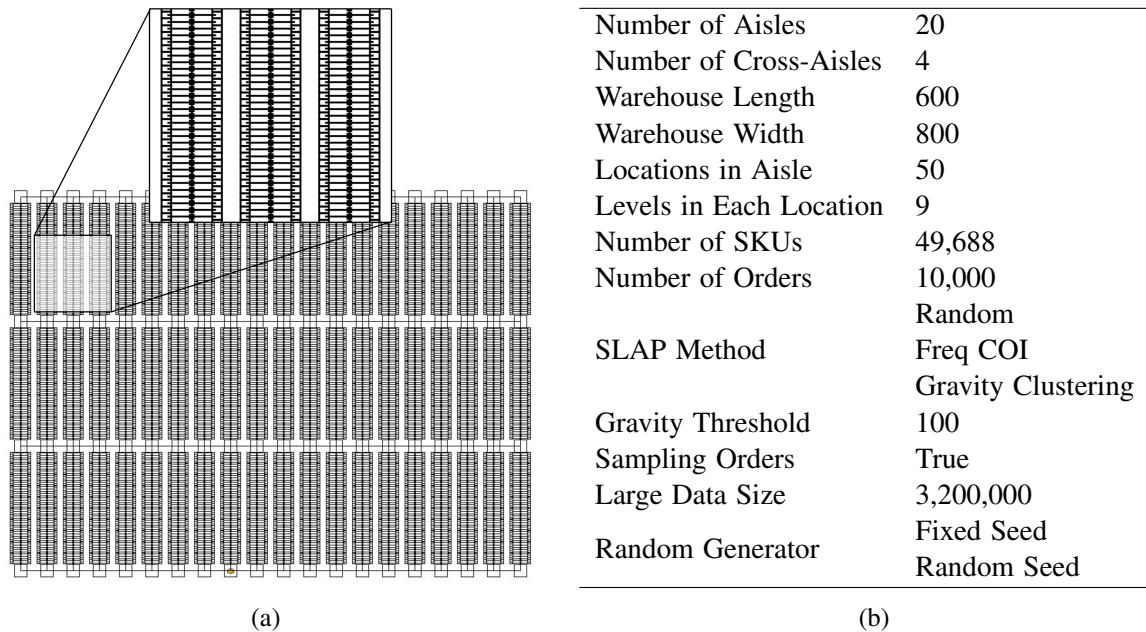 Number of Aisles 20
Number of Cross-Aisles 4
Warehouse Length 600
Warehouse Width 800
Locations in Aisle 50
Levels in Each Location 9
Number of SKUs 49,688
Number of Orders 10,000
Random
SLAP Method Freq COI
Gravity Clustering
Gravity Threshold 100
Sampling Orders True
Large Data Size 3,200,000
Fixed Seed
Random Generator
Random Seed
(a) (b)